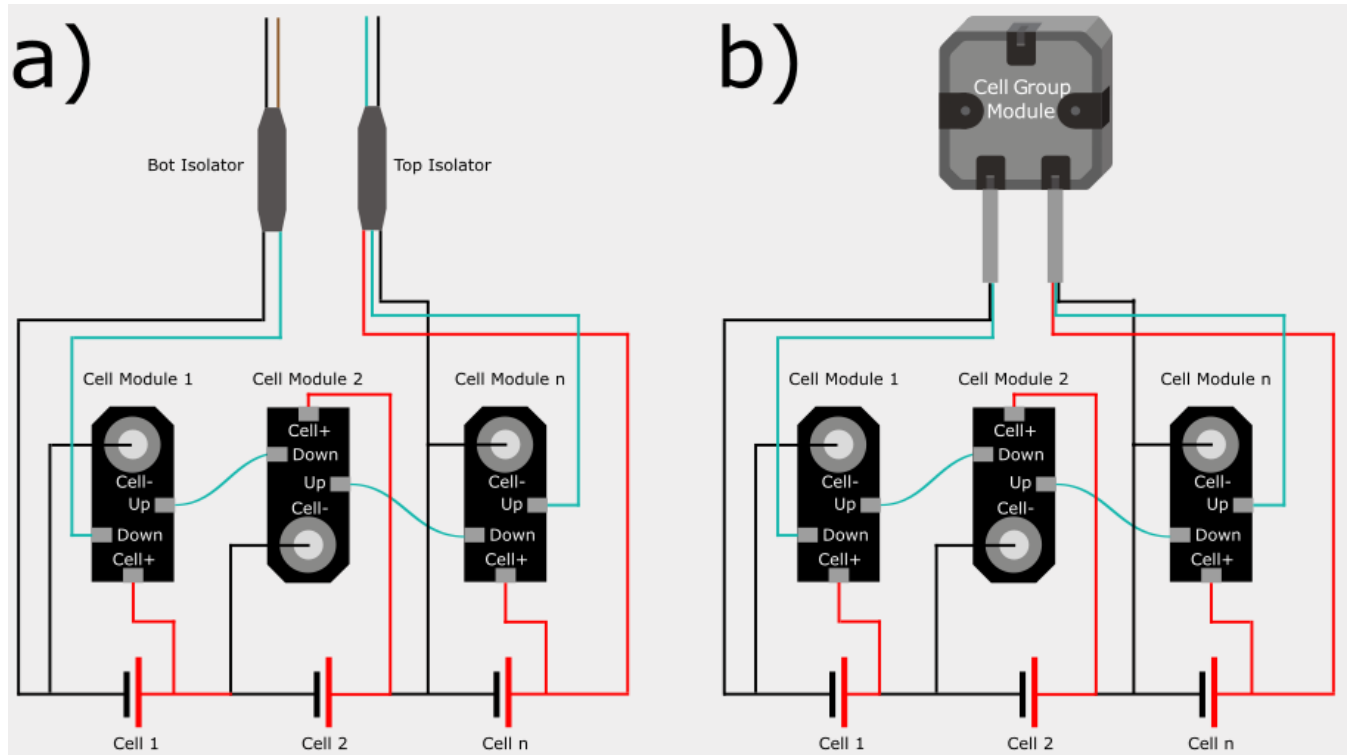 a)
Bot Isolator
Top Isolator
Cell Module 1
Cell Module 2
Cell Module n
Cell-
Up
Down
Cell+
Cell+
Down
Up
Cell-
Cell-
Up
Down
Cell+
Cell 1
Cell 2
Cell n
b)
Cell Group
Module
Cell Module 1
Cell Module 2
Cell Module n
Cell-
Up
Down
Cell+
Cell+
Down
Up
Cell-
Cell-
Up
Down
Cell+
Cell 1
Cell 2
Cell n